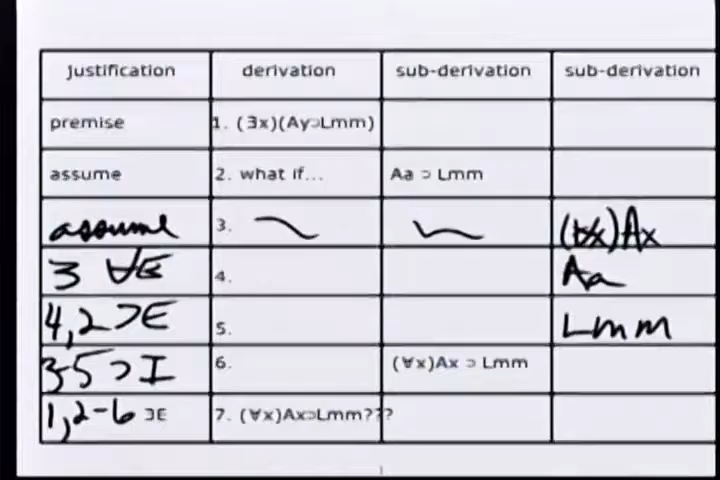 justification derivation sub-derivation sub-derivation
premise 1. (∃x)(Ay⊃Lmm)
assume 2. what if... Aa ⊃ Lmm
assume 3. (∀x)Ax
3 ∀E 4. Aa
4,2 ⊃E 5. Lmm
3-5 ⊃ I 6. (∀x)Ax ⊃ Lmm
1,2-6 ∃E 7. (∀x)Ax⊃Lmm???